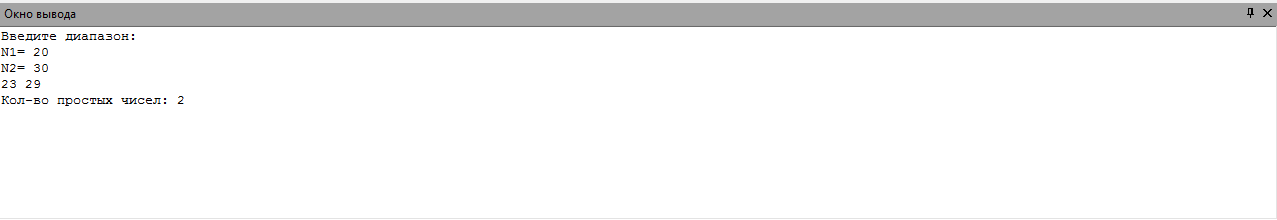 Окно вывода
Введите диапазон:
N1= 20
N2= 30
23 29
Кол-во простых чисел: 2